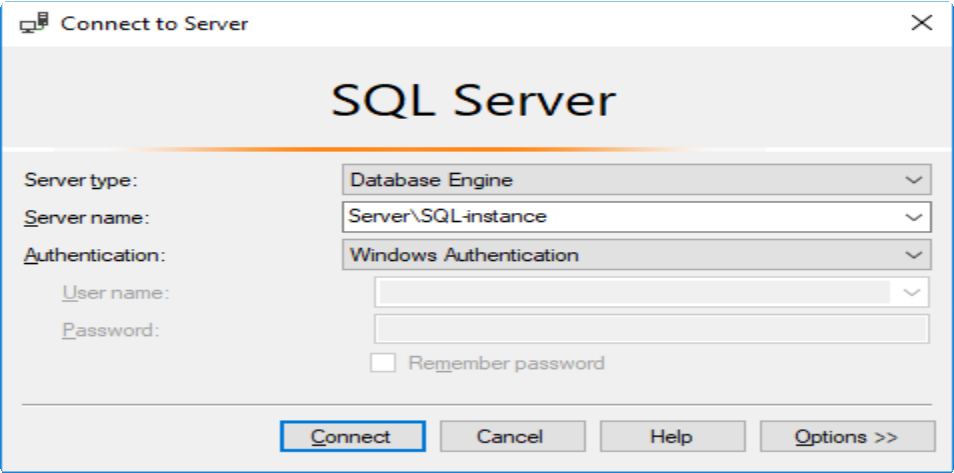 Connect to Server
SQL Server
Server type: Database Engine
Server name: Server\SQL-instance
Authentication: Windows Authentication
User name:
Password:
Remember password
Connect Cancel Help Options >>